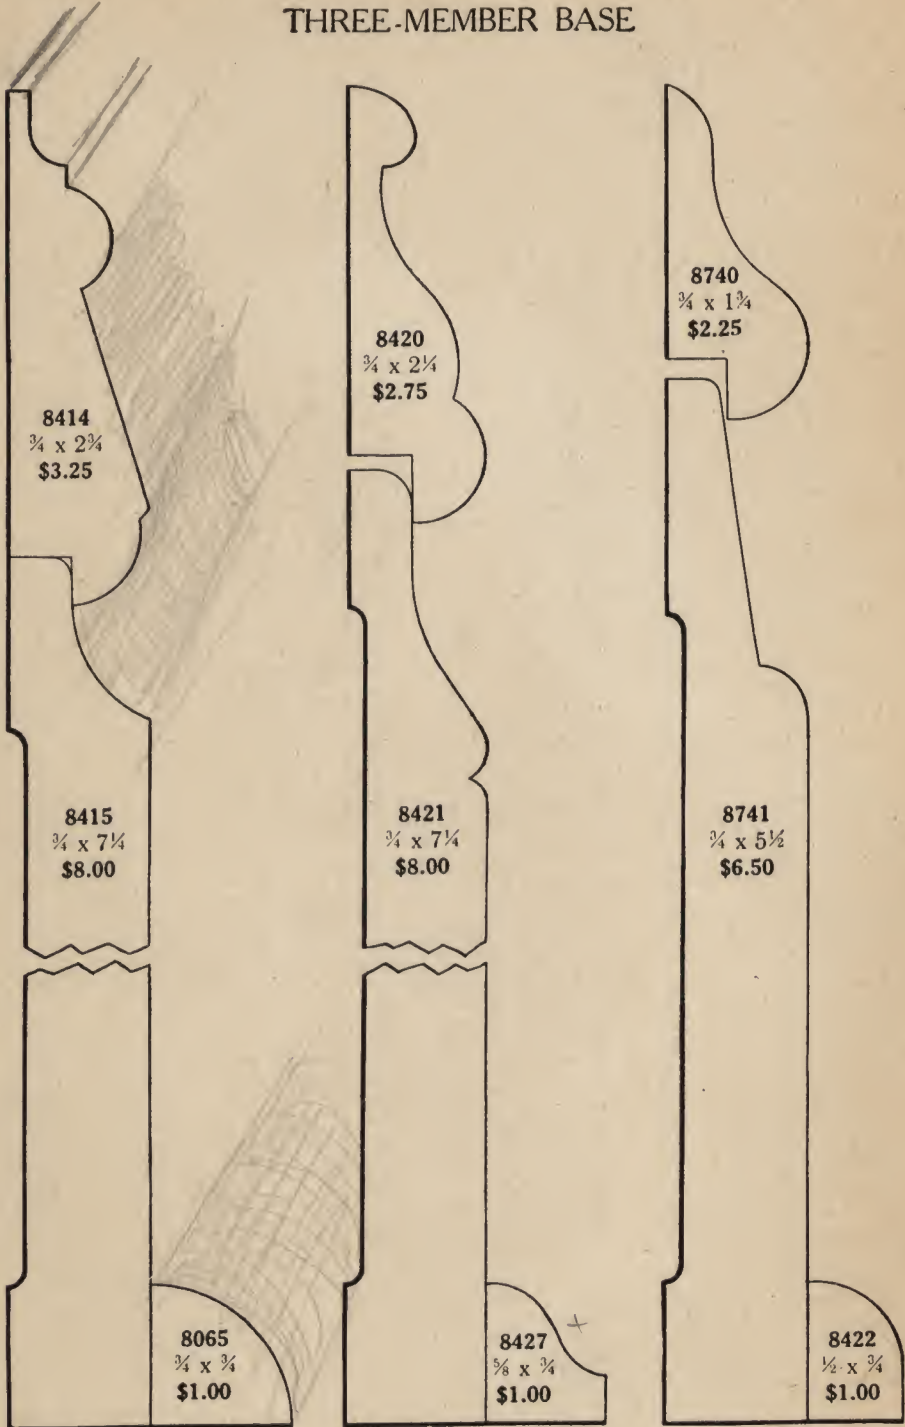 THREE-MEMBER BASE
8414
¾ x 2¾
$3.25
8420
¾ x 2¼
$2.75
8740
¾ x 1¾
$2.25
8415
¾ x 7¼
$8.00
8421
¾ x 7¼
$8.00
8741
¾ x 5½
$6.50
8065
¾ x ¾
$1.00
8427
⅝ x ¾
$1.00
8422
½ x ¾
$1.00